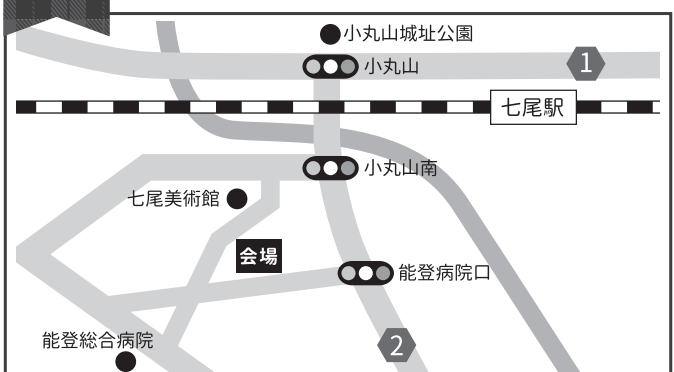 小丸山城址公園
小丸山
1
七尾駅
小丸山南
七尾美術館
会場
能登病院口
能登総合病院
2